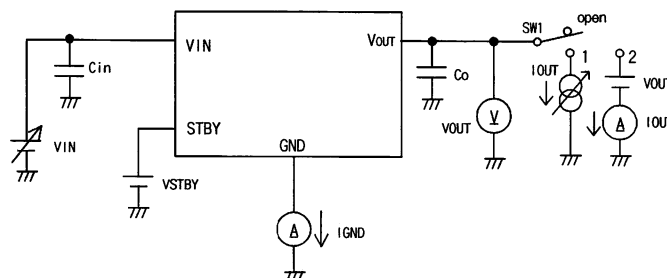 open
SW1
VIN
VOUT
Cin
Co
IOUT
1
2
VOUT
V
VOUT
A
IOUT
VIN
STBY
GND
VSTBY
A
IGND